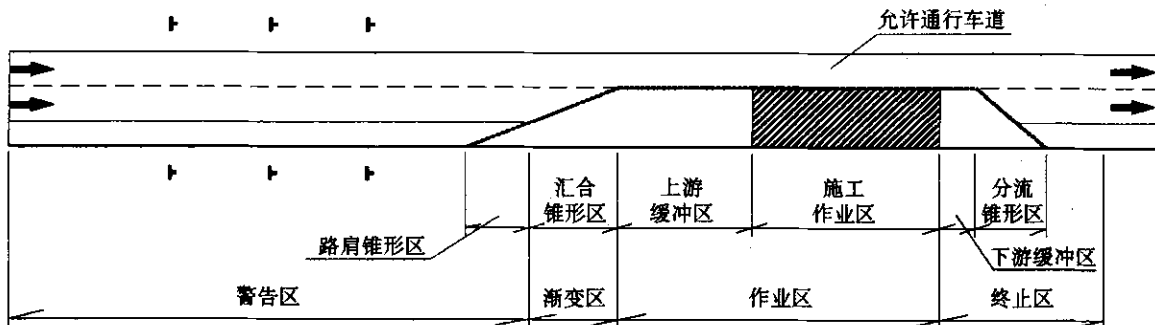 允许通行车道
汇合
锥形区
上游
缓冲区
施工
作业区
分流
锥形区
路肩锥形区
下游缓冲区
警告区
渐变区
作业区
终止区